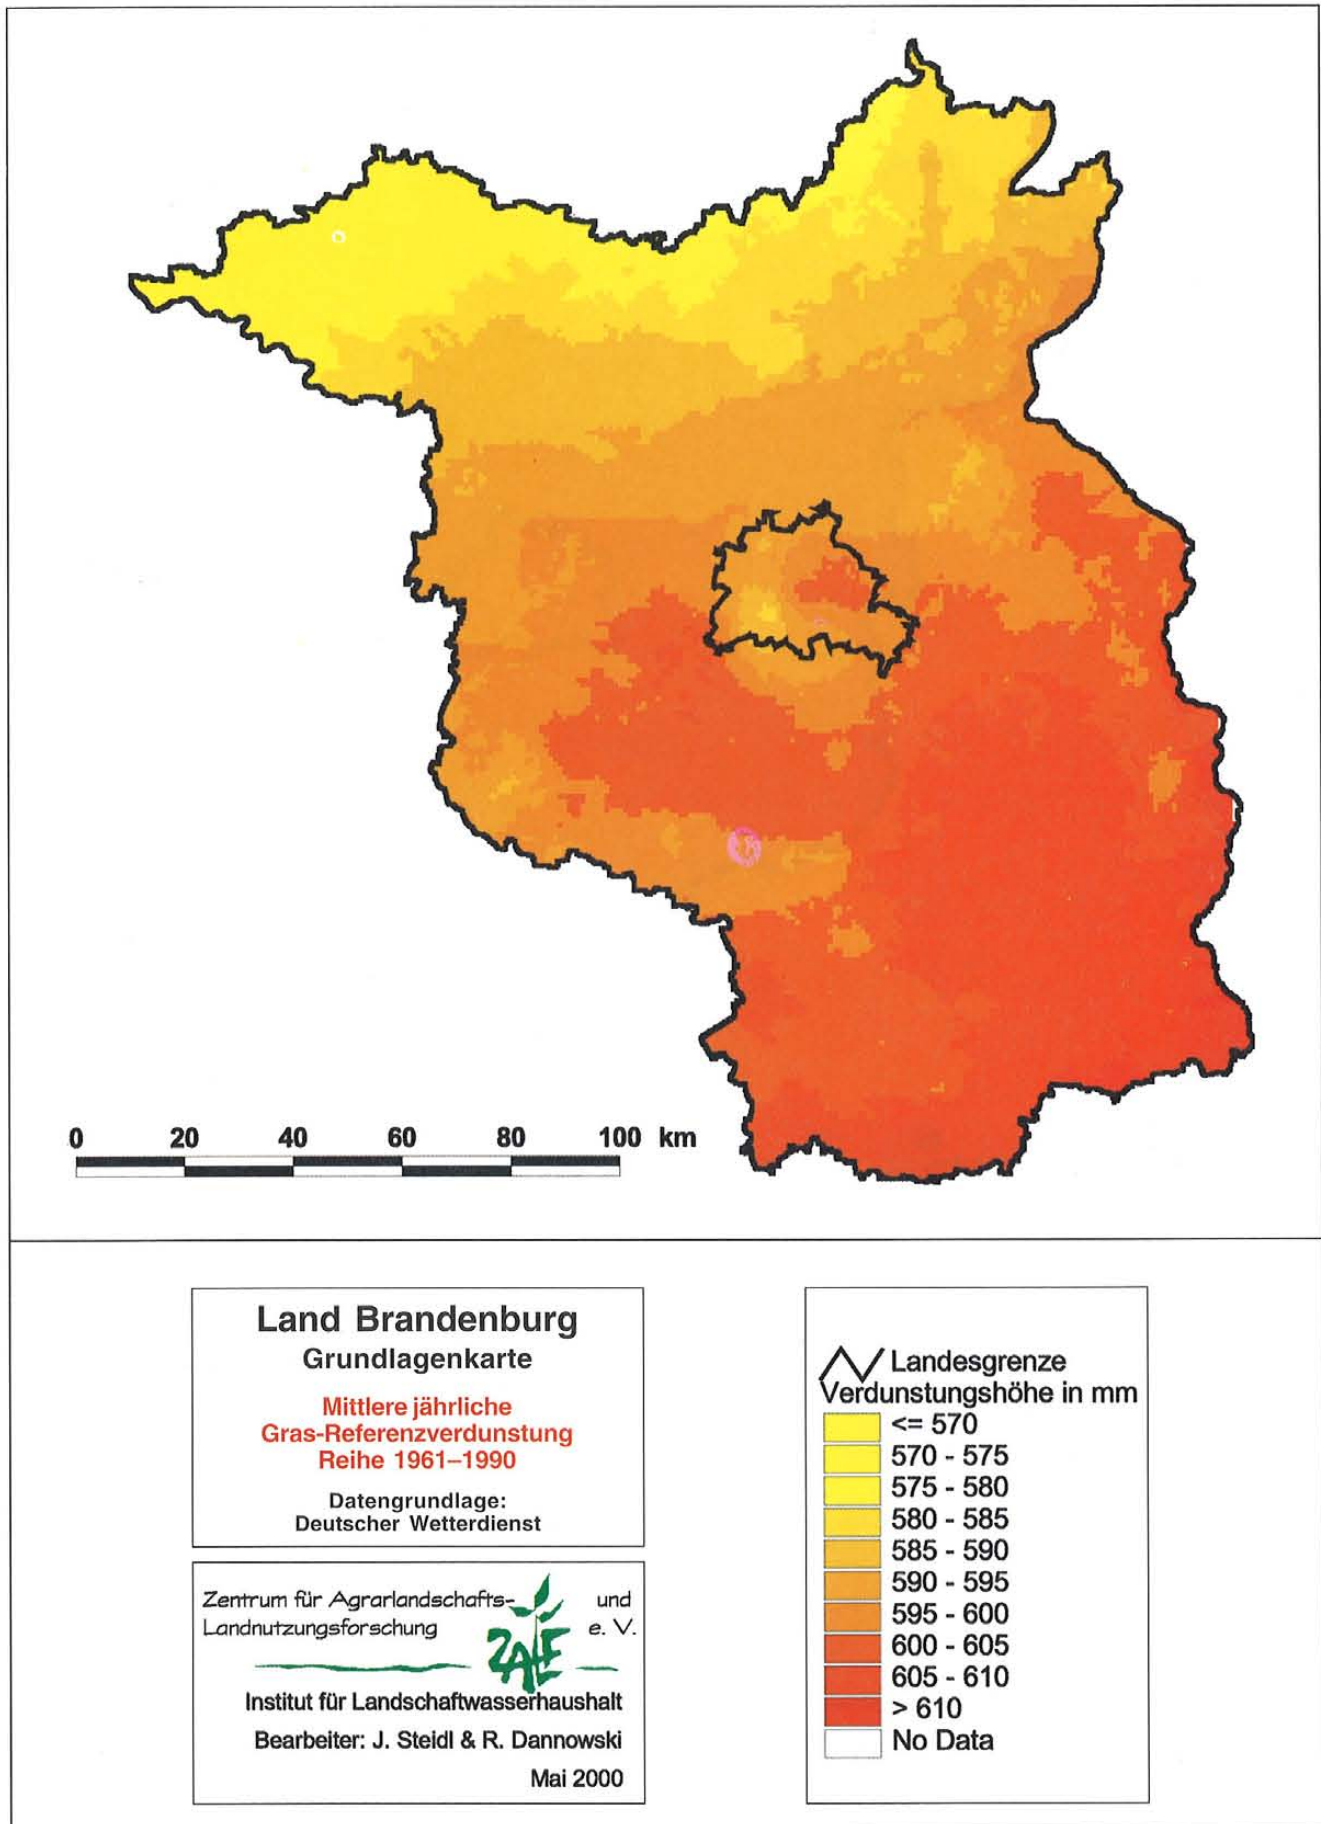 0 20 40 60 80 100 km
Land Brandenburg
Grundlagenkarte
Mittlere jährliche
Gras-Referenzverdunstung
Reihe 1961–1990
Datengrundlage:
Deutscher Wetterdienst
Zentrum für Agrarlandschafts- und
Landnutzungsforschung e. V.
ZALF
Institut für Landschaftwasserhaushalt
Bearbeiter: J. Steidl & R. Dannowski
Mai 2000
Landesgrenze
Verdunstungshöhe in mm
<= 570
570 - 575
575 - 580
580 - 585
585 - 590
590 - 595
595 - 600
600 - 605
605 - 610
> 610
No Data